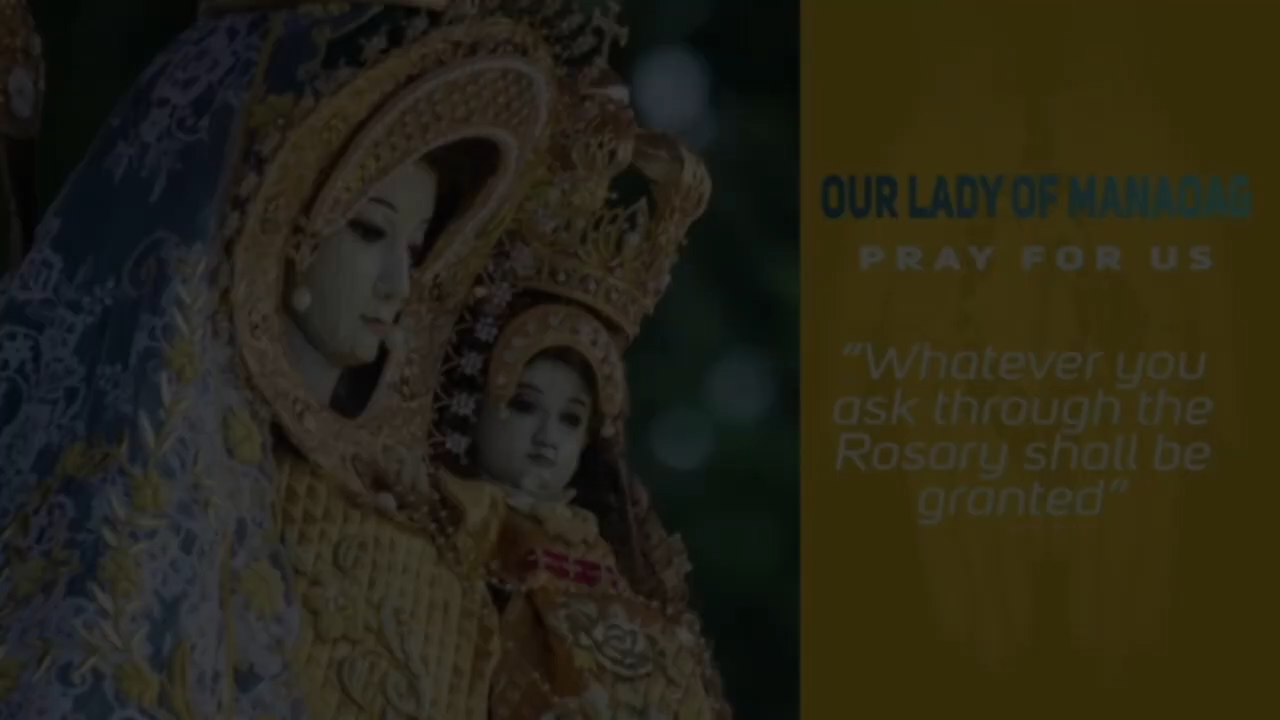 OUR LADY OF MANAOAG
PRAY FOR US
“Whatever you
ask through the
Rosary shall be
granted”